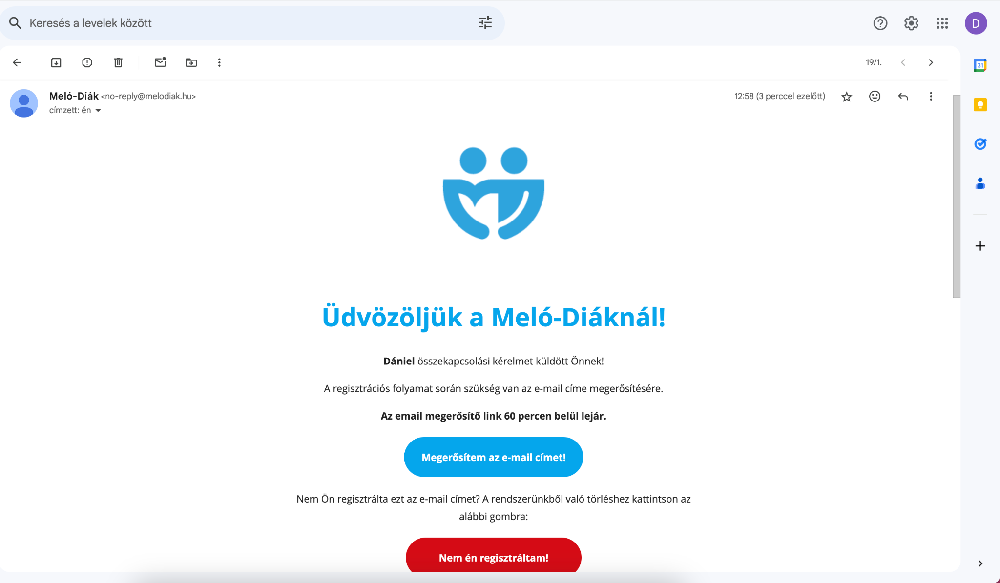 Keresés a levelek között
D
19/1.
31
Meló-Diák <no-reply@melodiak.hu>
12:58 (3 perccel ezelőtt)
címzett: én
Üdvözöljük a Meló-Diáknál!
Dániel összekapcsolási kérelmet küldött Önnek!
A regisztrációs folyamat során szükség van az e-mail címe megerősítésére.
Az email megerősítő link 60 percen belül lejár.
Megerősítem az e-mail címet!
Nem Ön regisztrálta ezt az e-mail címet? A rendszerünkből való törléshez kattintson az
alábbi gombra:
Nem én regisztráltam!